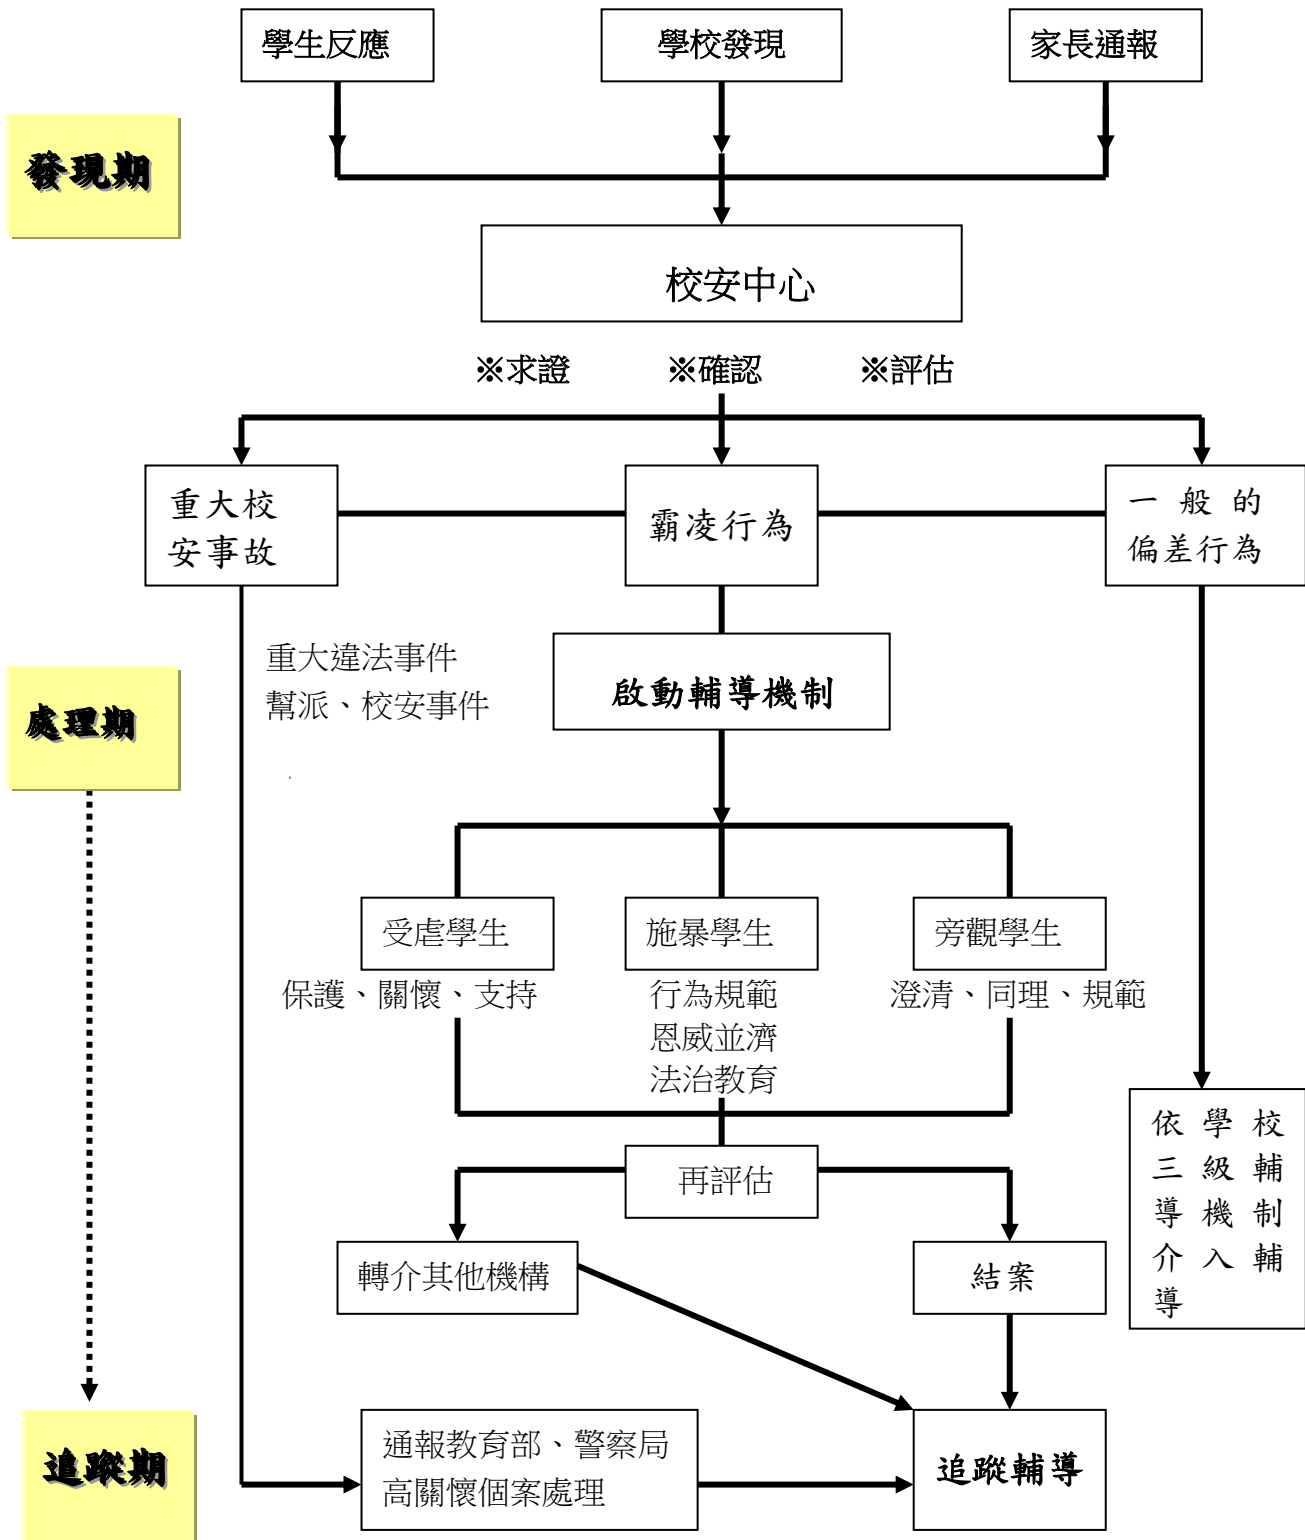 學生反應
學校發現
家長通報
發現期
校安中心
※求證
※確認
※評估
重大校
安事故
霸凌行為
一般的
偏差行為
重大違法事件
幫派、校安事件
啟動輔導機制
處理期
受虐學生
施暴學生
旁觀學生
保護、關懷、支持
行為規範
恩威並濟
法治教育
澄清、同理、規範
再評估
依學校
三級輔
導機制
介入輔
導
轉介其他機構
結案
通報教育部、警察局
高關懷個案處理
追蹤輔導
追蹤期